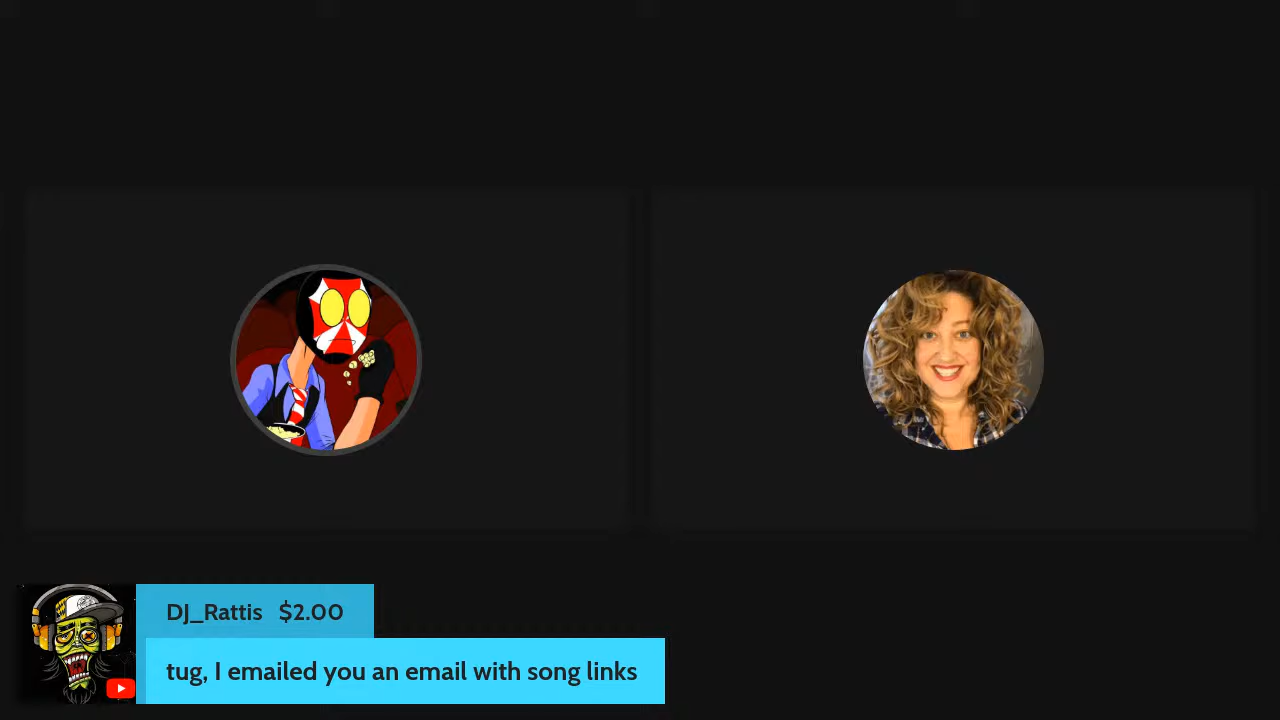 DJ_Rattis $2.00
tug, I emailed you an email with song links